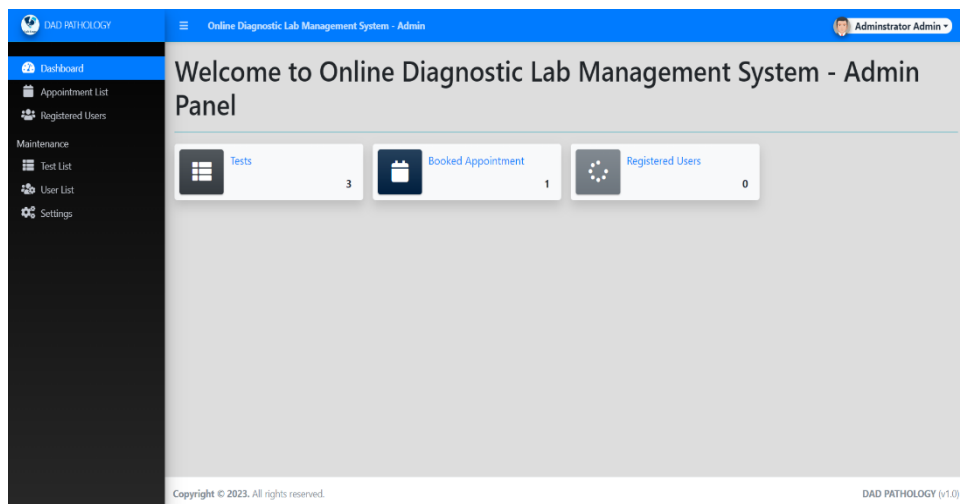 DAD PATHOLOGY
Online Diagnostic Lab Management System - Admin
Adminstrator Admin
Dashboard
Appointment List
Registered Users
Maintenance
Test List
User List
Settings
Welcome to Online Diagnostic Lab Management System - Admin
Panel
Tests
3
Booked Appointment
1
Registered Users
0
Copyright © 2023. All rights reserved.
DAD PATHOLOGY (v1.0)